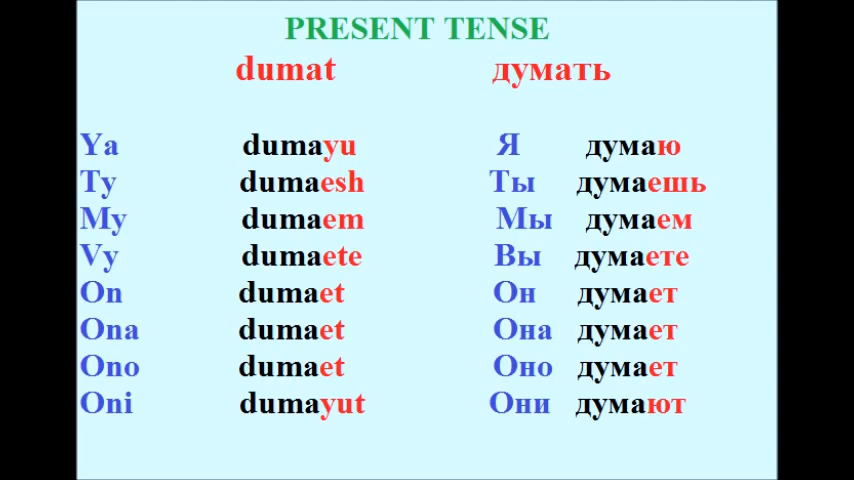 PRESENT TENSE
dumat думать
Ya dumayu Я думаю
Ty dumaesh Ты думаешь
My dumaem Мы думаем
Vy dumaete Вы думаете
On dumaet Он думает
Ona dumaet Она думает
Ono dumaet Оно думает
Oni dumayut Они думают